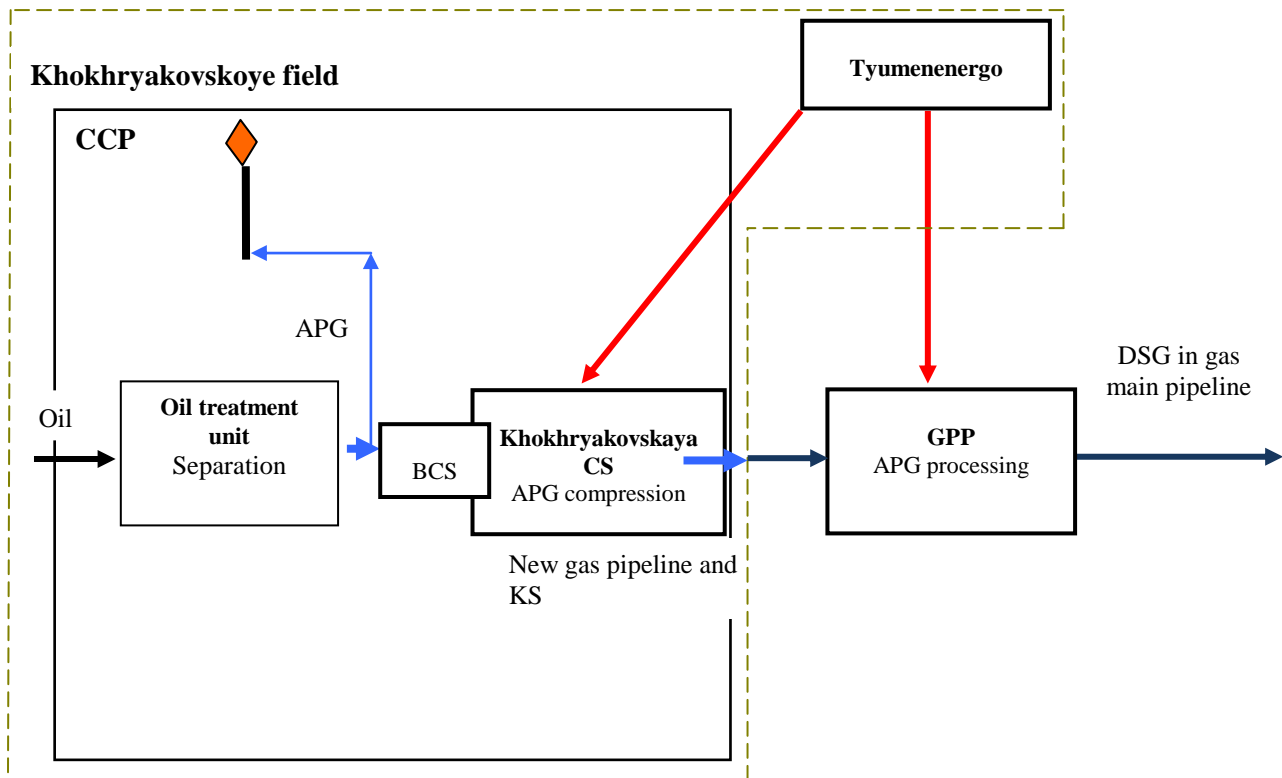 Khokhryakovskoye field
Tyumenenergo
CCP
APG
Oil
Oil treatment
unit
Separation
BCS
Khokhryakovskaya
CS
APG compression
New gas pipeline and
KS
GPP
APG processing
DSG in gas
main pipeline